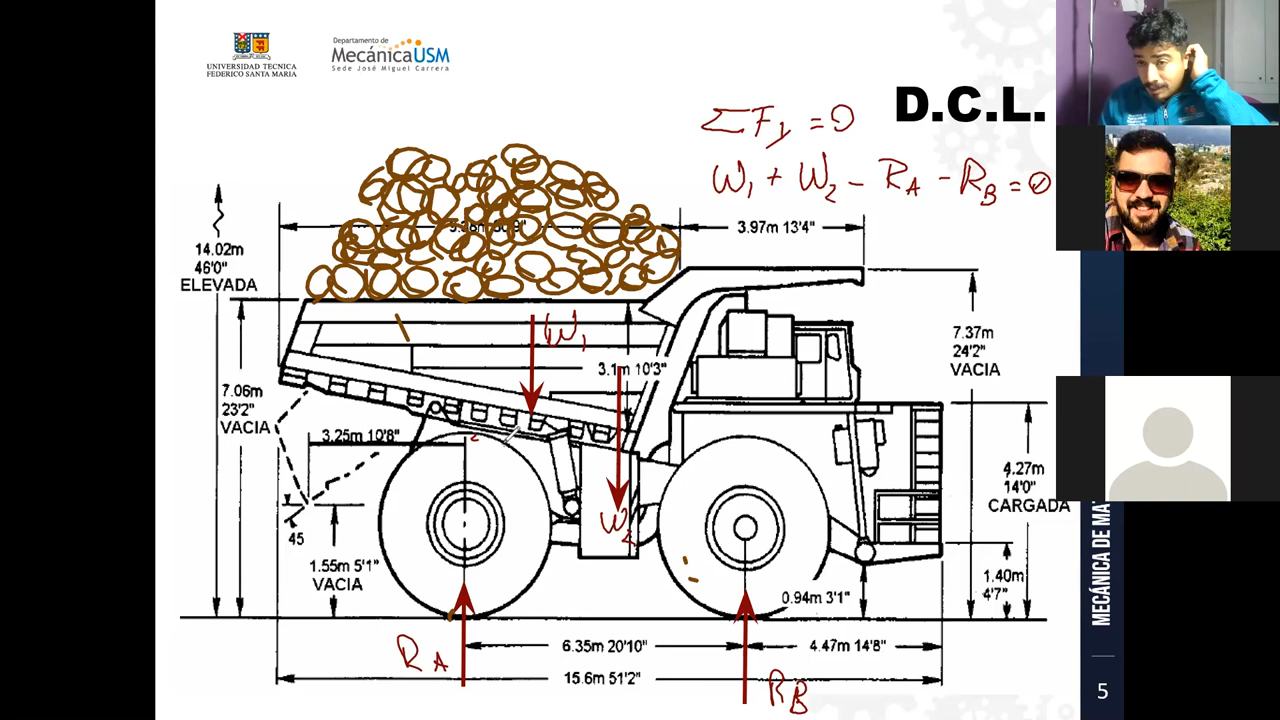 UNIVERSIDAD TECNICA
FEDERICO SANTA MARIA
Departamento de
MecánicaUSM
Sede José Miguel Carrera
D.C.L.
ΣFy = 0
W1 + W2 - RA - RB = 0
3.97m 13'4"
14.02m
46'0"
ELEVADA
7.37m
24'2"
VACIA
W1
3.1m 10'3"
7.06m
23'2"
VACIA
3.25m 10'8"
4.27m
14'0"
CARGADA
W2
45
1.55m 5'1"
VACIA
1.40m
4'7"
0.94m 3'1"
RA
6.35m 20'10"
4.47m 14'8"
15.6m 51'2"
RB
MECÁNICA DE MA
5